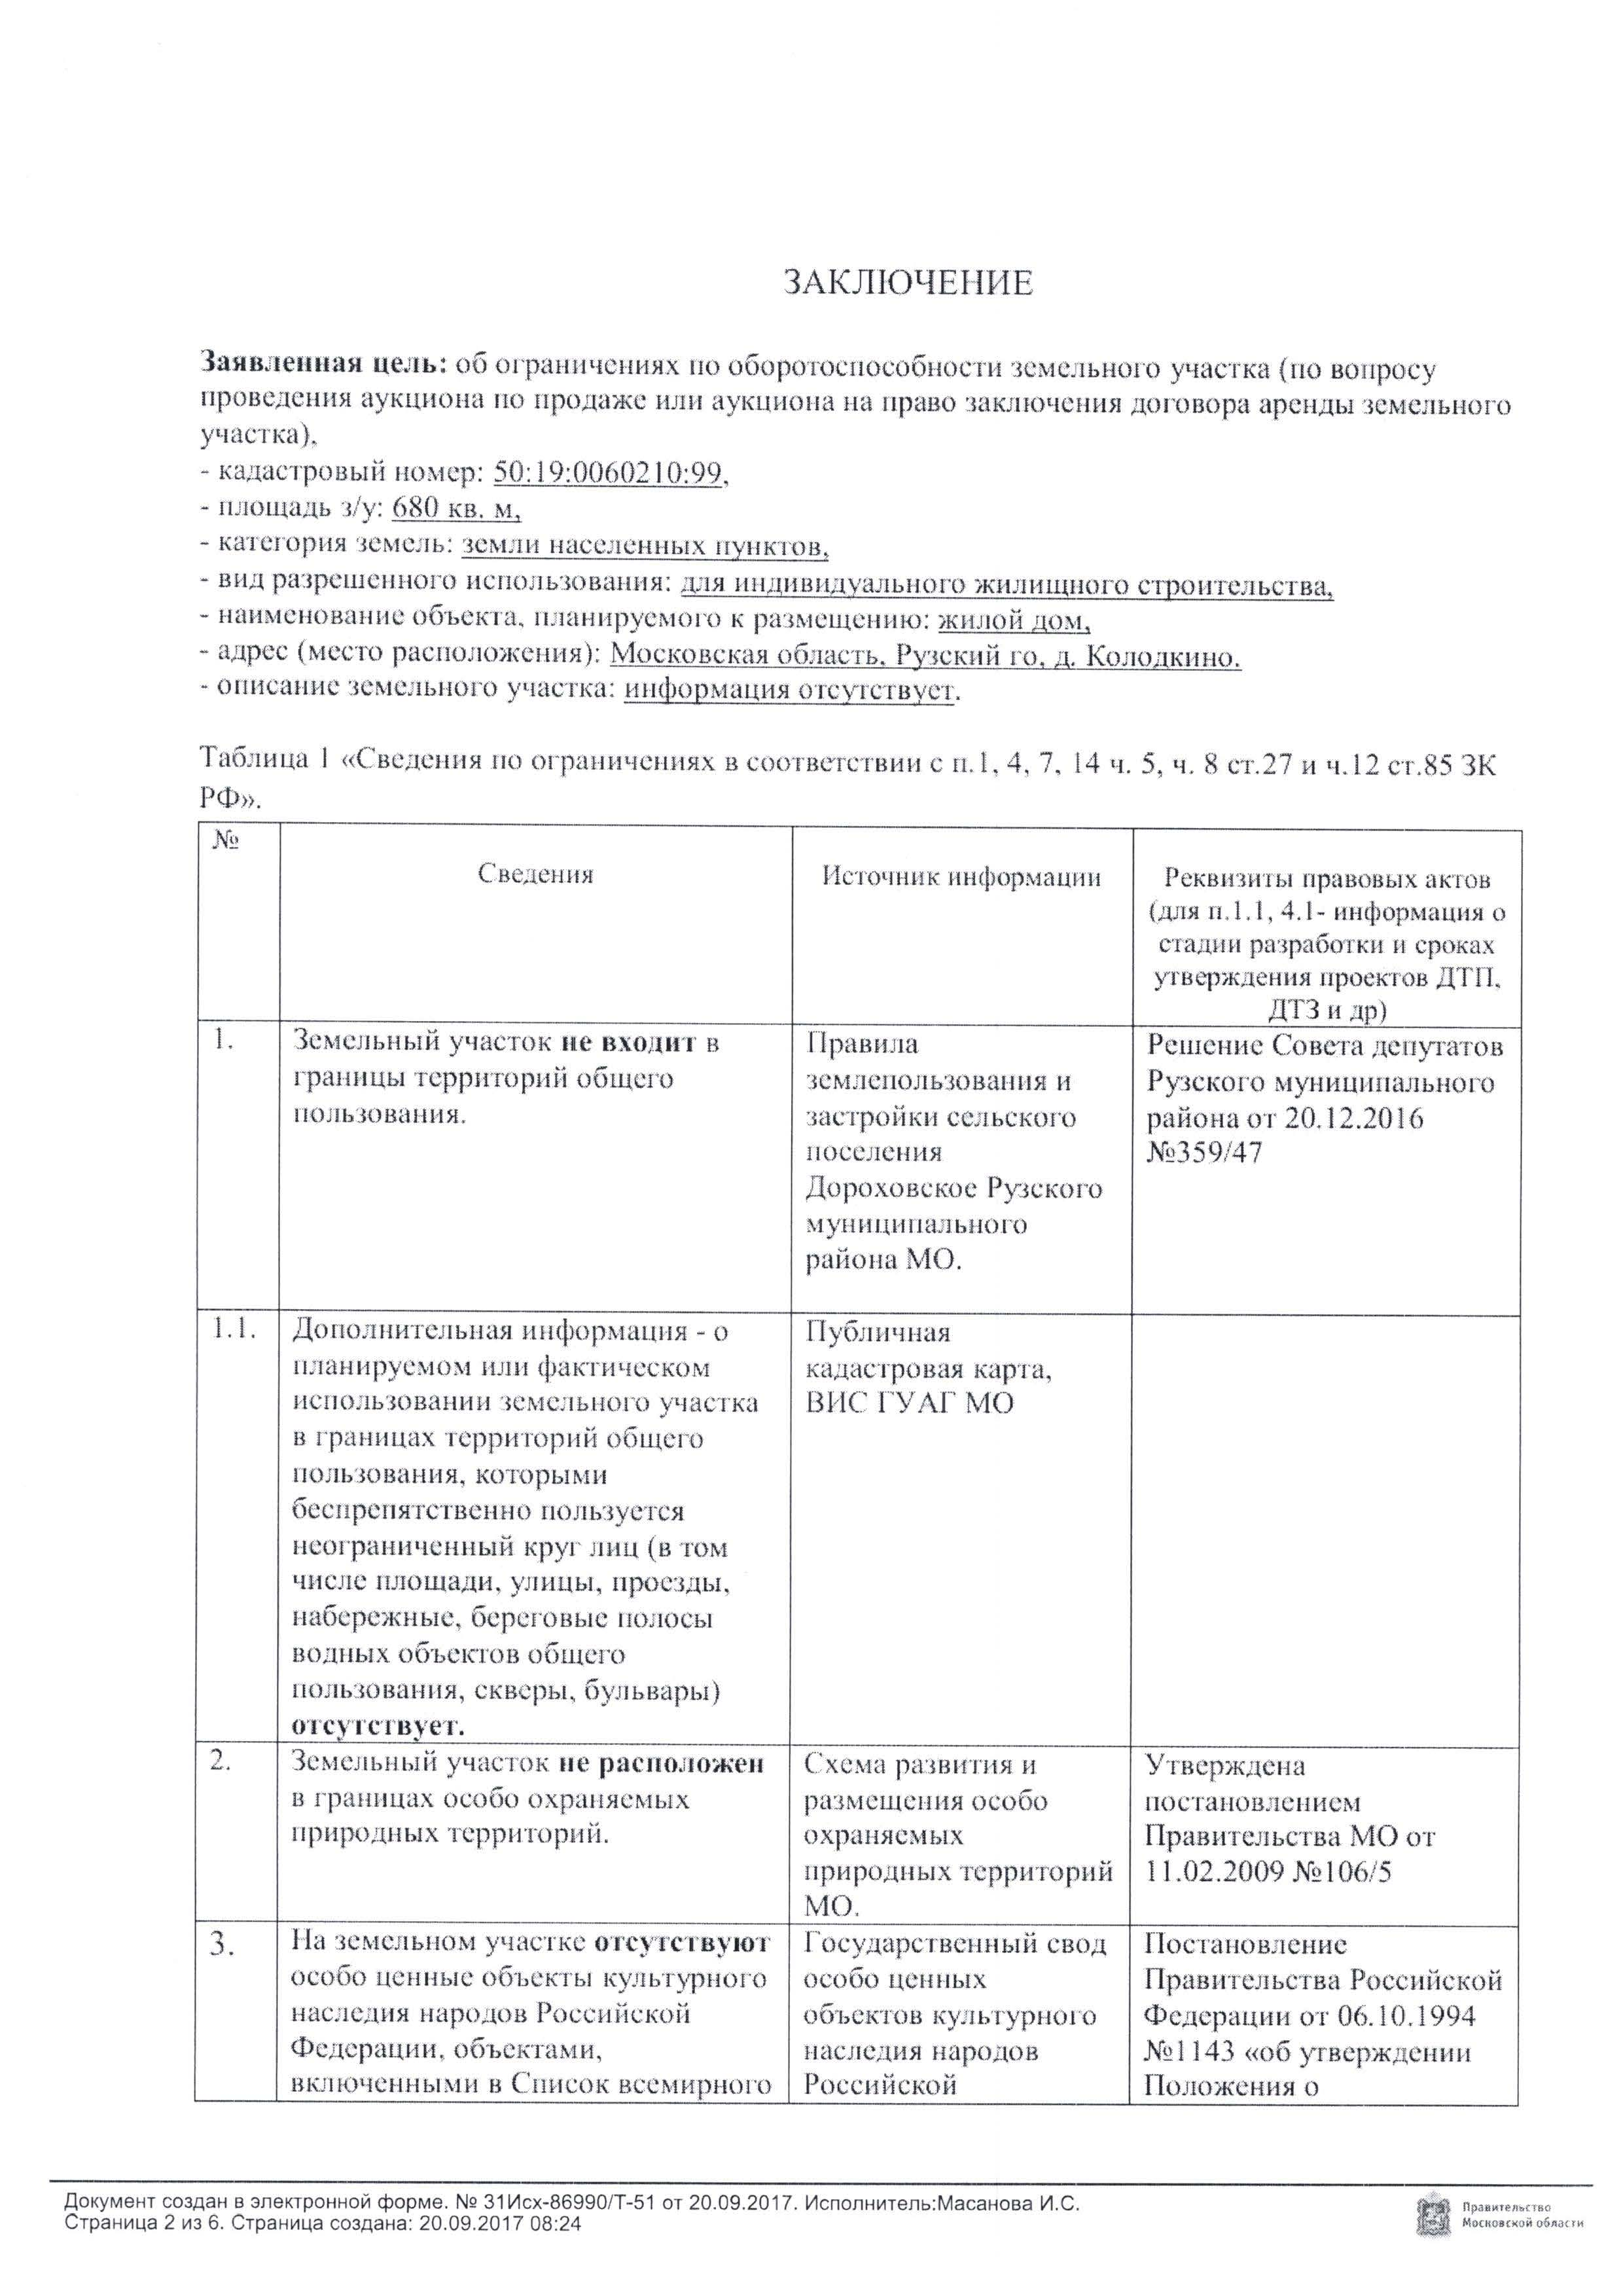 ЗАКЛЮЧЕНИЕ
Заявленная цель: об ограничениях по оборотоспособности земельного участка (по вопросу
проведения аукциона по продаже или аукциона на право заключения договора аренды земельного
участка),
- кадастровый номер: 50:19:0060210:99,
- площадь з/у: 680 кв. м,
- категория земель: земли населенных пунктов,
- вид разрешенного использования: для индивидуального жилищного строительства,
- наименование объекта, планируемого к размещению: жилой дом,
- адрес (место расположения): Московская область, Рузский го, д. Колодкино.
- описание земельного участка: информация отсутствует.
Таблица 1 «Сведения по ограничениях в соответствии с п.1, 4, 7, 14 ч. 5, ч. 8 ст.27 и ч.12 ст.85 ЗК
РФ».
№
Сведения
Источник информации
Реквизиты правовых актов
(для п.1.1, 4.1- информация о
стадии разработки и сроках
утверждения проектов ДТП,
ДТЗ и др)
1.
Земельный участок не входит в
границы территорий общего
пользования.
Правила
землепользования и
застройки сельского
поселения
Дороховское Рузского
муниципального
района МО.
Решение Совета депутатов
Рузского муниципального
района от 20.12.2016
№359/47
1.1.
Дополнительная информация - о
планируемом или фактическом
использовании земельного участка
в границах территорий общего
пользования, которыми
беспрепятственно пользуется
неограниченный круг лиц (в том
числе площади, улицы, проезды,
набережные, береговые полосы
водных объектов общего
пользования, скверы, бульвары)
отсутствует.
Публичная
кадастровая карта,
ВИС ГУАГ МО
2.
Земельный участок не расположен
в границах особо охраняемых
природных территорий.
Схема развития и
размещения особо
охраняемых
природных территорий
МО.
Утверждена
постановлением
Правительства МО от
11.02.2009 №106/5
3.
На земельном участке отсутствуют
особо ценные объекты культурного
наследия народов Российской
Федерации, объектами,
включенными в Список всемирного
Государственный свод
особо ценных
объектов культурного
наследия народов
Российской
Постановление
Правительства Российской
Федерации от 06.10.1994
№1143 «об утверждении
Положения о
Документ создан в электронной форме. № 31Исх-86990/Т-51 от 20.09.2017. Исполнитель:Масанова И.С.
Страница 2 из 6. Страница создана: 20.09.2017 08:24
Правительство
Московской области